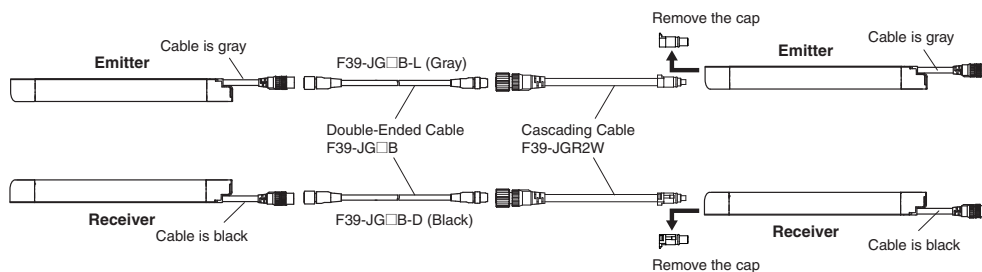 Remove the cap
Cable is gray
Emitter
F39-JG□B-L (Gray)
Emitter
Cable is gray
Double-Ended Cable
F39-JG□B
Cascading Cable
F39-JGR2W
Receiver
Cable is black
F39-JG□B-D (Black)
Receiver
Cable is black
Remove the cap